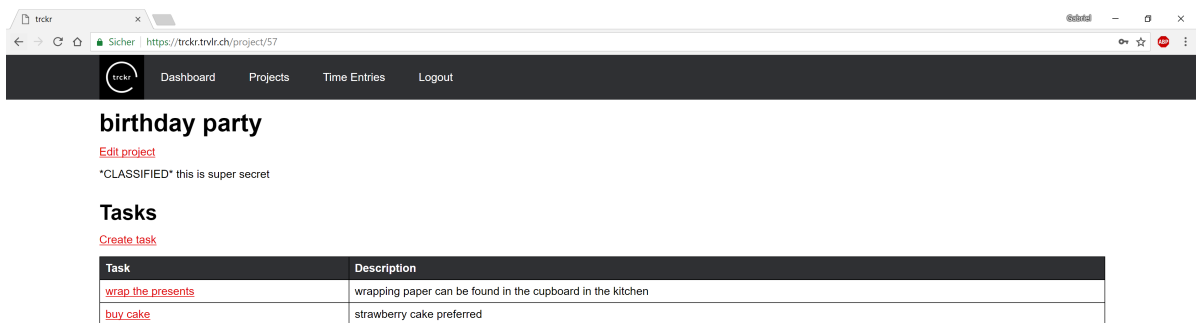 trckr
Gabriel
Sicher https://trckr.trvlr.ch/project/57
ABP
trckr Dashboard Projects Time Entries Logout
birthday party
Edit project
*CLASSIFIED* this is super secret
Tasks
Create task
Task Description
wrap the presents wrapping paper can be found in the cupboard in the kitchen
buy cake strawberry cake preferred